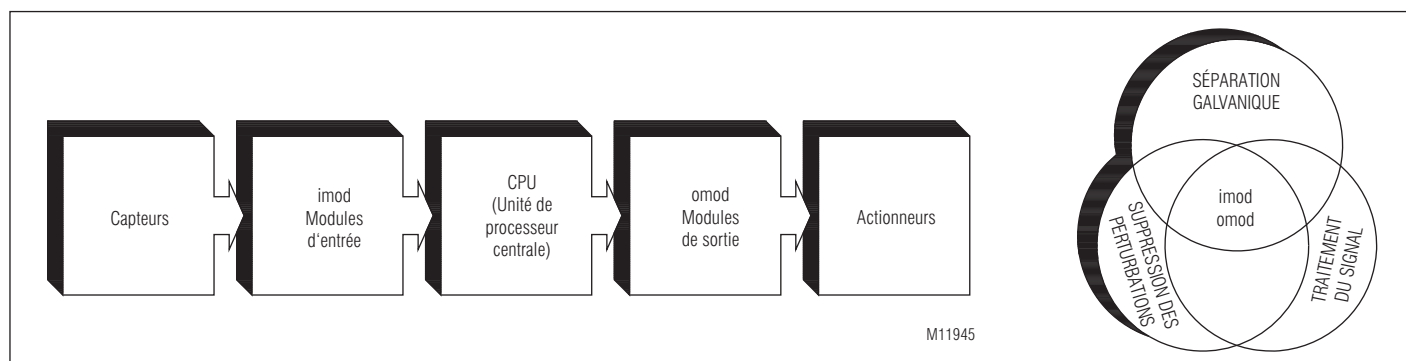 Capteurs
imod
Modules
d‘entrée
CPU
(Unité de
processeur
centrale)
omod
Modules
de sortie
Actionneurs
M11945
SÉPARATION
GALVANIQUE
imod
omod
SUPPRESSION DES
PERTURBATIONS
TRAITEMENT
DU SIGNAL